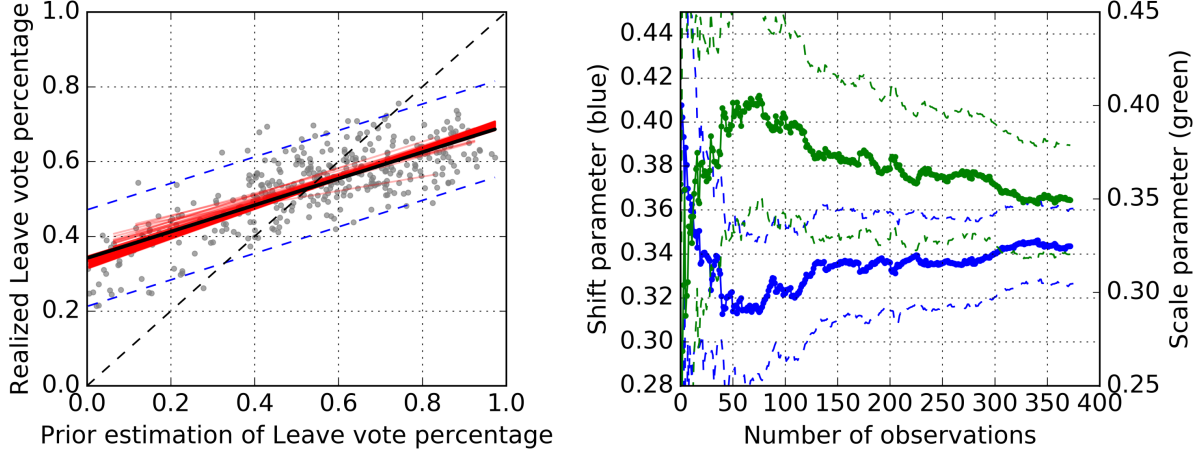 Realized Leave vote percentage
1.0
0.8
0.6
0.4
0.2
0.0
0.0 0.2 0.4 0.6 0.8 1.0
Prior estimation of Leave vote percentage
Shift parameter (blue)
0.44
0.42
0.40
0.38
0.36
0.34
0.32
0.30
0.28
0 50 100 150 200 250 300 350 400
Number of observations
0.45
0.40
0.35
0.30
0.25
Scale parameter (green)